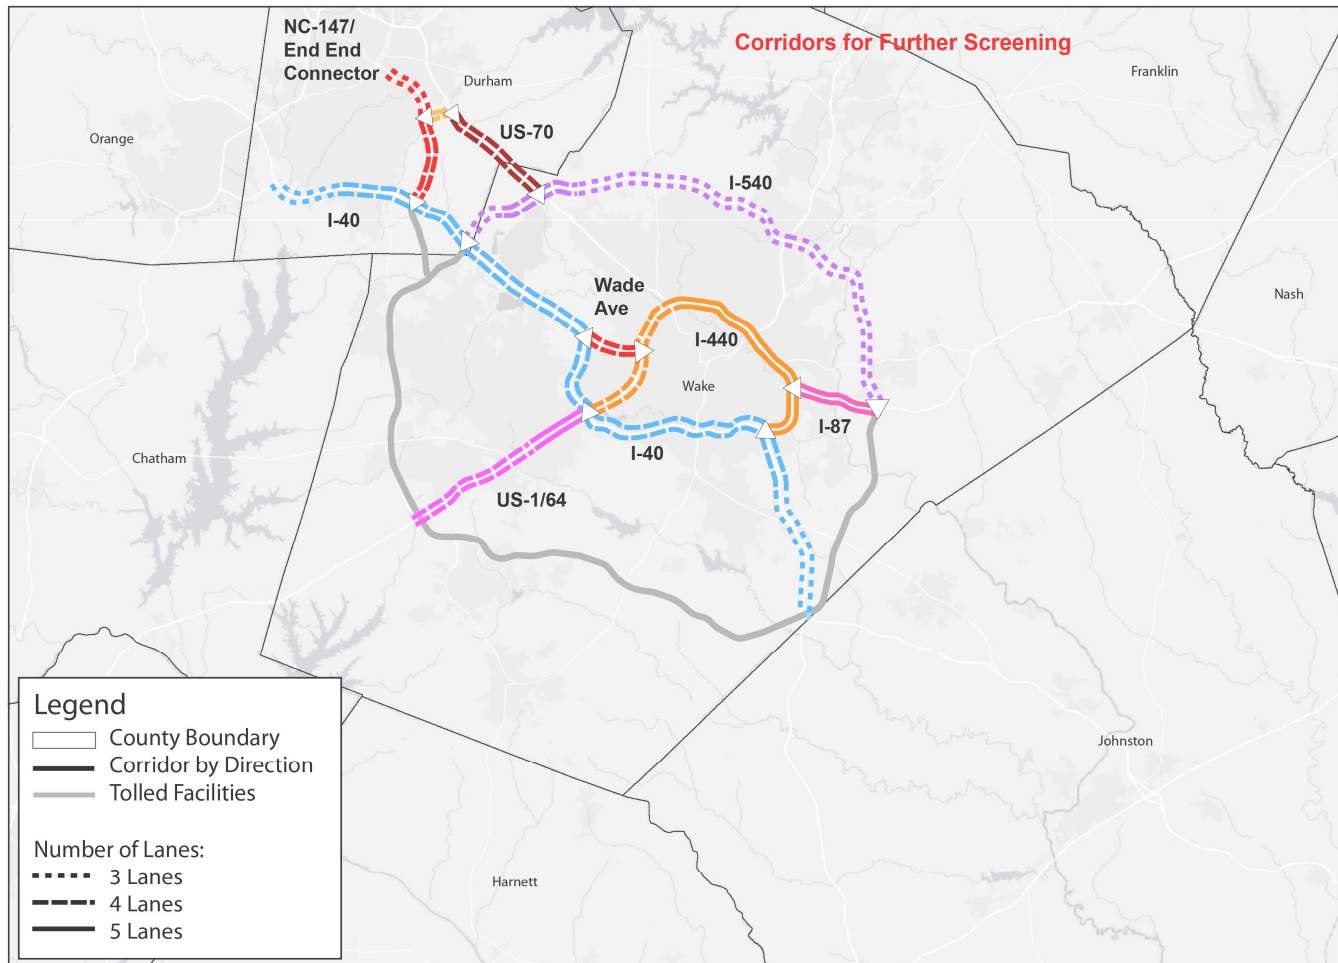 NC-147/
End End
Connector
Corridors for Further Screening
Durham
Franklin
Orange
US-70
I-540
I-40
Wade
Ave
Nash
I-440
Wake
I-87
I-40
Chatham
US-1/64
Legend
County Boundary
Corridor by Direction
Tolled Facilities
Number of Lanes:
3 Lanes
4 Lanes
5 Lanes
Johnston
Harnett